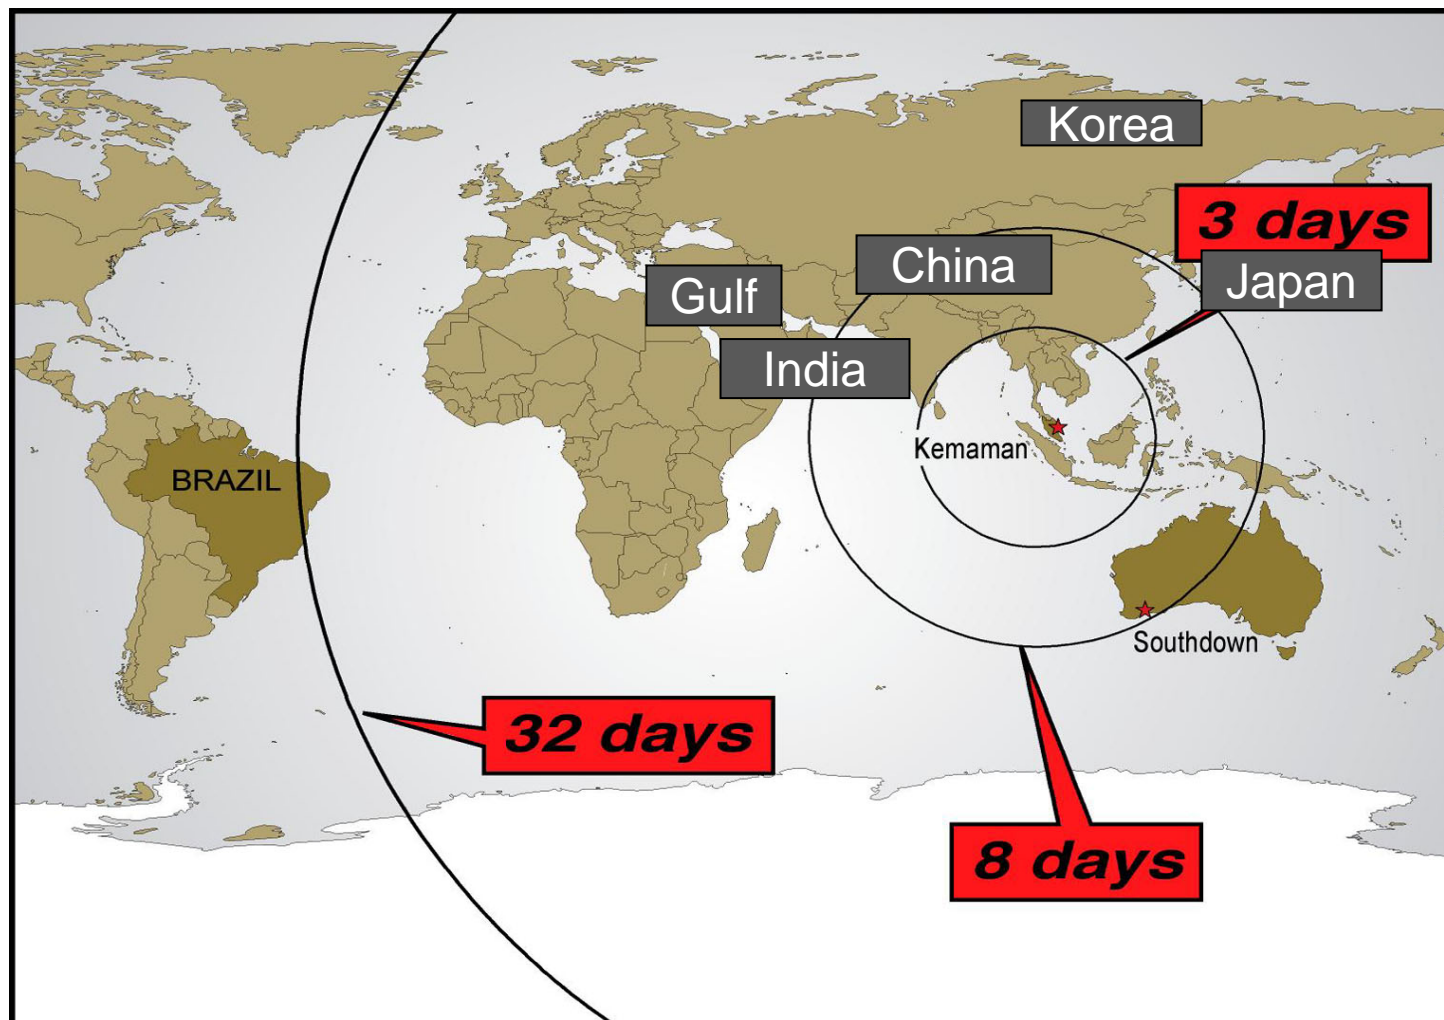 Korea
3 days
China
Japan
Gulf
India
Kemaman
BRAZIL
Southdown
32 days
8 days